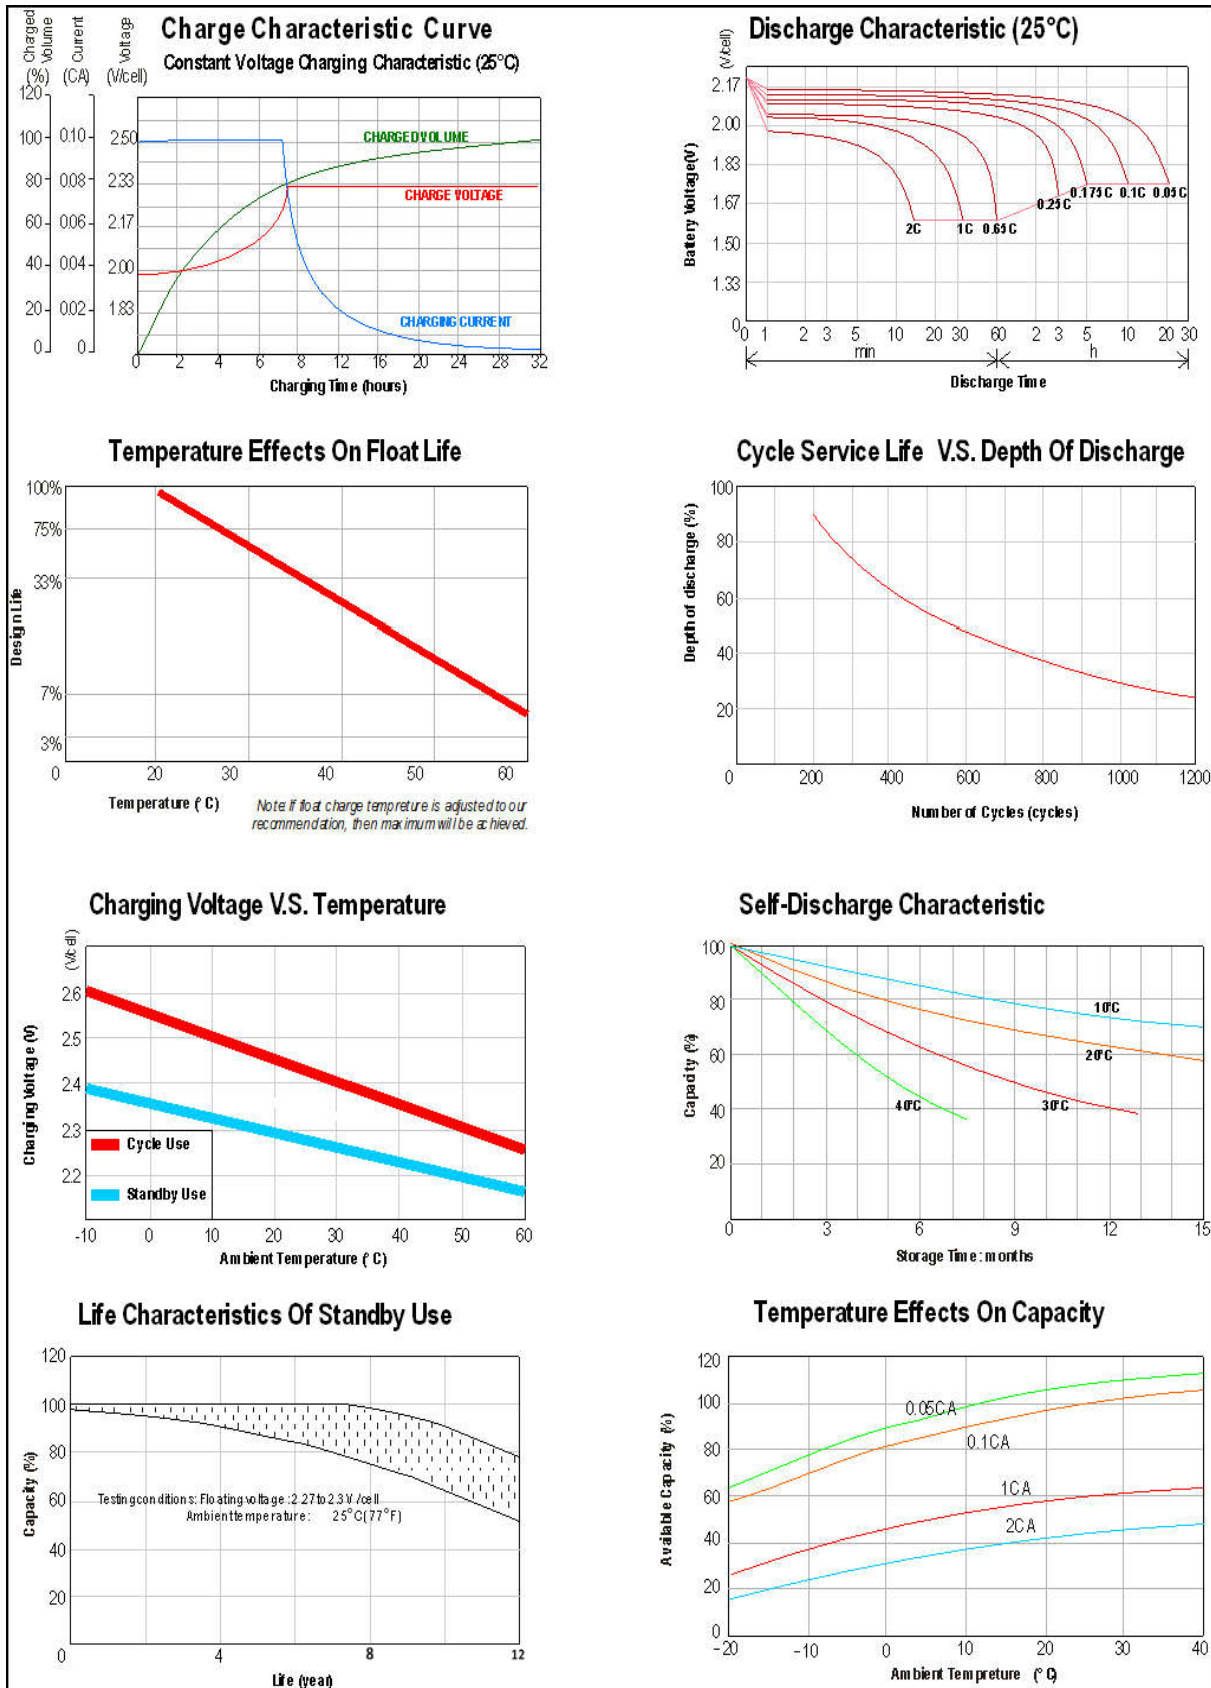 Charge Characteristic Curve
Constant Voltage Charging Characteristic (25°C)
Charged Volume
Current
Voltage
(%) (CA) (V/cell)
120
100 0.10 2.50
80 0.08 2.33
60 0.06 2.17
40 0.04 2.00
20 0.02 1.83
0 0
CHARGED VOLUME
CHARGE VOLTAGE
CHARGING CURRENT
0 2 4 6 8 12 16 20 24 28 32
Charging Time (hours)
Discharge Characteristic (25°C)
(V/cell)
Battery Voltage(V)
2.17
2.00
1.83
1.67
1.50
1.33
0
2C 1C 0.65C 0.25C 0.175C 0.1C 0.05C
0 1 2 3 5 10 20 30 60 2 3 5 10 20 30
min h
Discharge Time
Temperature Effects On Float Life
Design Life
100%
75%
33%
7%
3%
0 20 30 40 50 60
Temperature (°C)
Note: If float charge tempreture is adjusted to our
recommendation, then maximum will be achieved.
Cycle Service Life V.S. Depth Of Discharge
Depth of discharge (%)
100
80
60
40
20
0 200 400 600 800 1000 1200
Number of Cycles (cycles)
Charging Voltage V.S. Temperature
(V/cell)
Charging Voltage (V)
2.6
2.5
2.4
2.3
2.2
Cycle Use
Standby Use
-10 0 10 20 30 40 50 60
Ambient Temperature (°C)
Self-Discharge Characteristic
Capacity (%)
100
80
60
40
20
10°C
20°C
30°C
40°C
0 3 6 9 12 15
Storage Time: months
Life Characteristics Of Standby Use
Capacity (%)
120
100
80
60
40
20
Testing conditions: Floating voltage :2.27 to 2.3 V /cell
Ambient temperature : 25°C(77°F)
0 4 8 12
Life (year)
Temperature Effects On Capacity
Available Capacity (%)
120
100
80
60
40
20
0
0.05CA
0.1CA
1CA
2CA
-20 -10 0 10 20 30 40
Ambient Tempreture (°C)